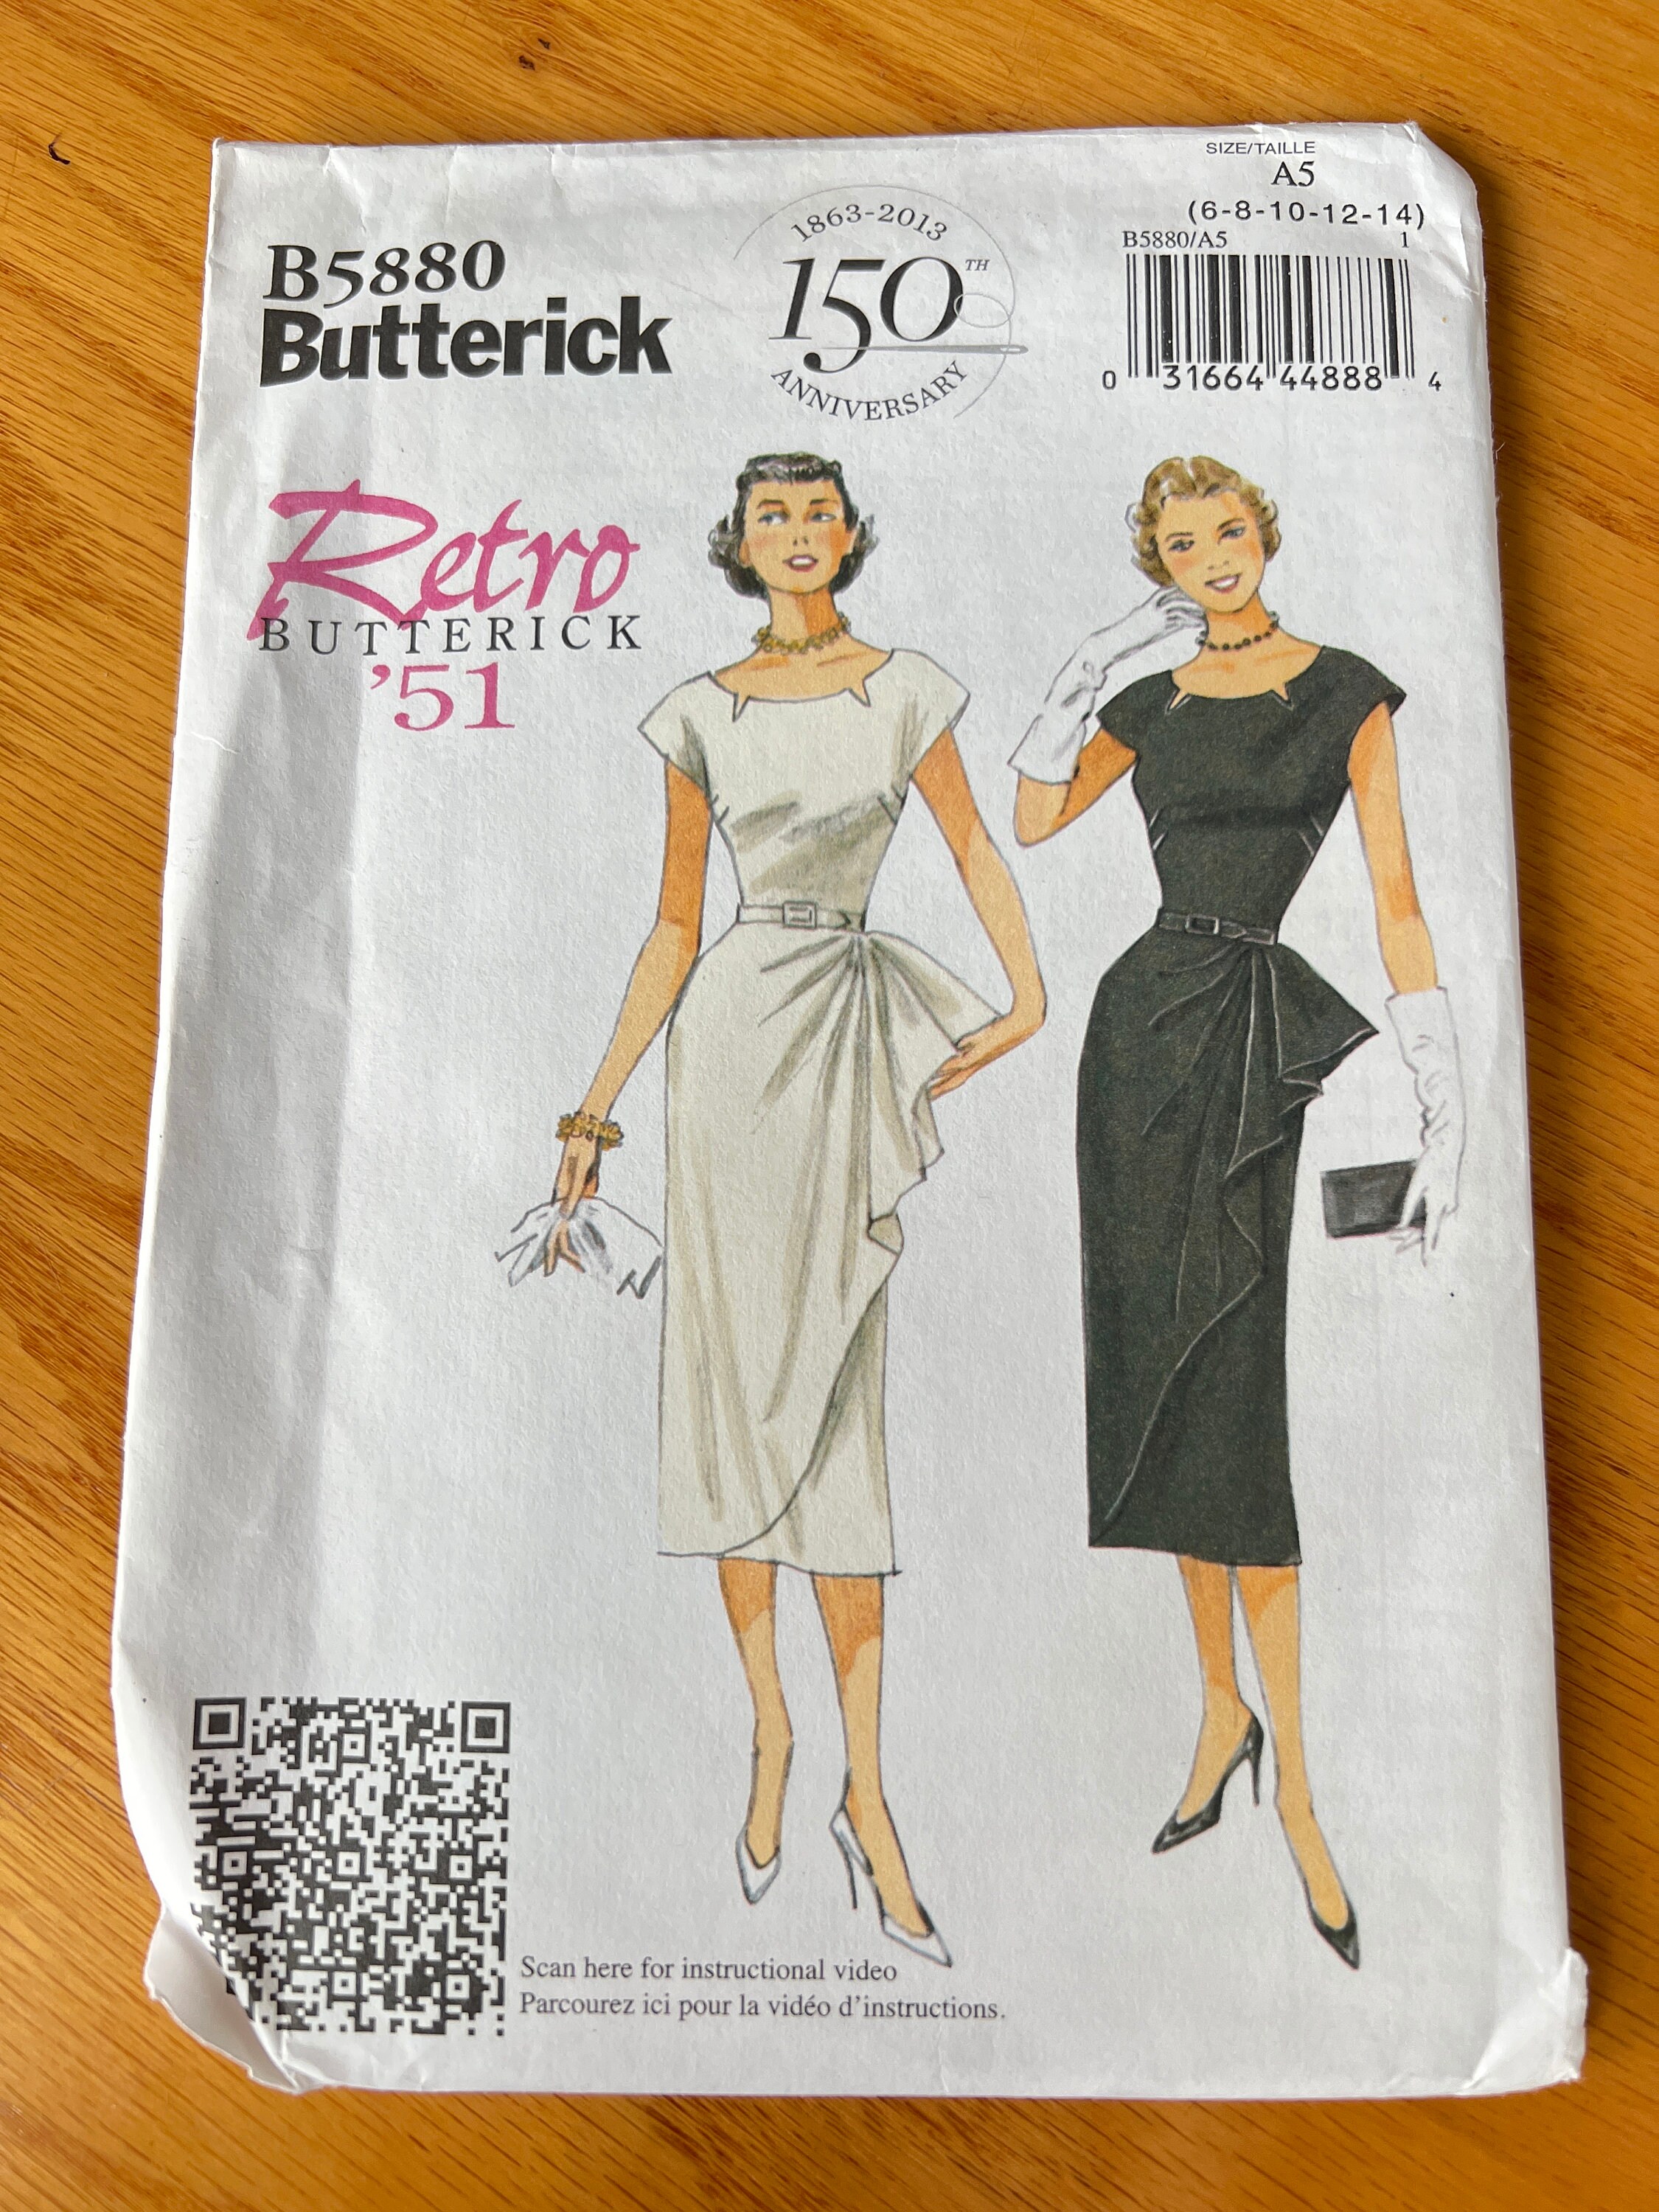 SIZE/TAILLE
A5
(6-8-10-12-14)
B5880/A5 1
0 31664 44888 4
B5880
Butterick
1863-2013
150TH
ANNIVERSARY
Retro
BUTTERICK
'51
Scan here for instructional video
Parcourez ici pour la vidéo d'instructions.